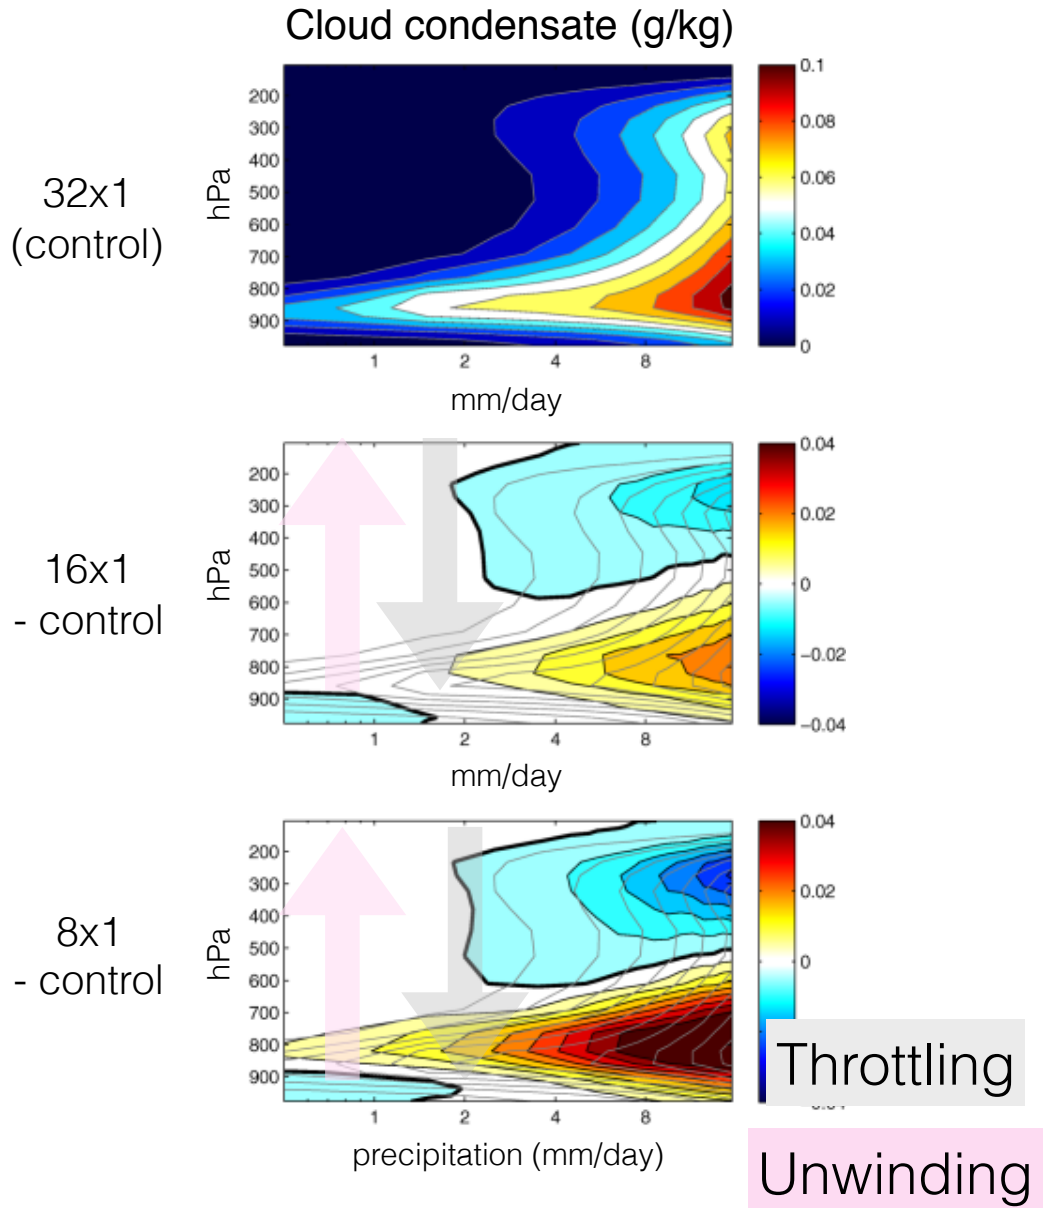 Cloud condensate (g/kg)
32x1
(control)
hPa
200
300
400
500
600
700
800
900
1 2 4 8
mm/day
0.1
0.08
0.06
0.04
0.02
0
16x1
- control
hPa
200
300
400
500
600
700
800
900
1 2 4 8
mm/day
0.04
0.02
0
−0.02
−0.04
8x1
- control
hPa
200
300
400
500
600
700
800
900
1 2 4 8
precipitation (mm/day)
0.04
0.02
0
Throttling
Unwinding